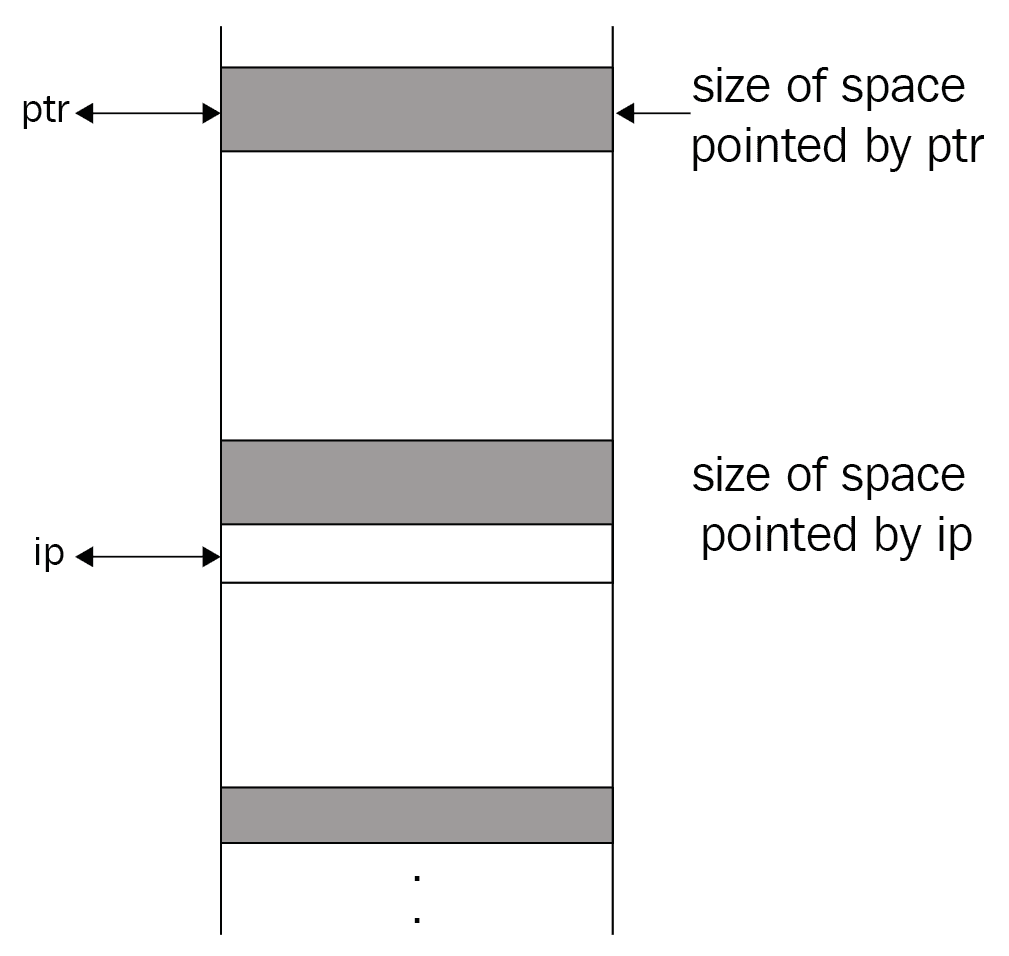 ptr
size of space
pointed by ptr
size of space
pointed by ip
ip
.
.